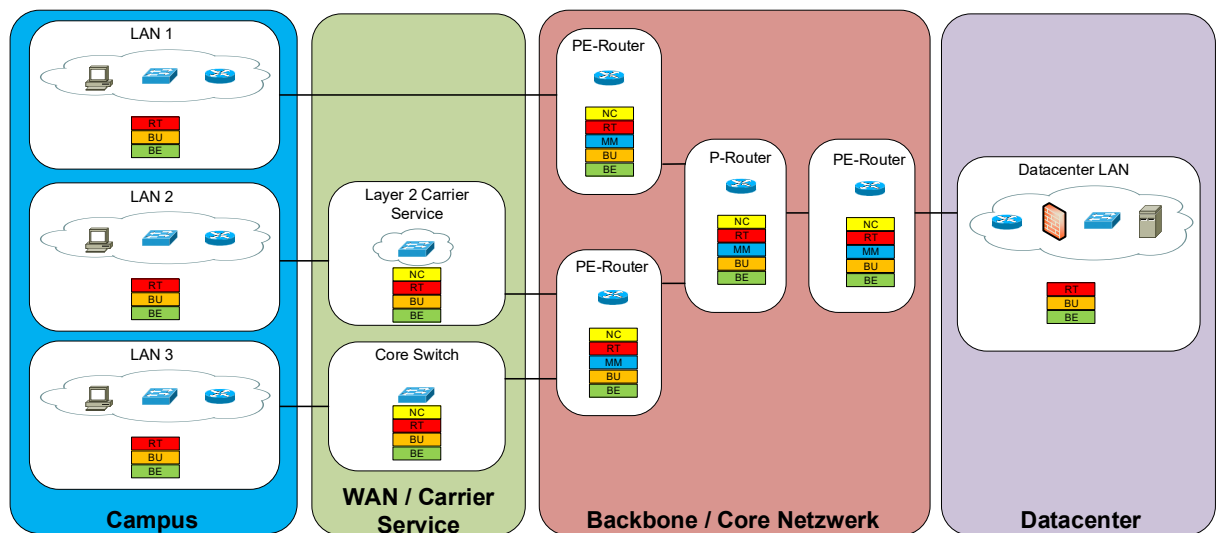 LAN 1
RT
BU
BE
LAN 2
RT
BU
BE
LAN 3
RT
BU
BE
Campus
Layer 2 Carrier
Service
NC
RT
BU
BE
Core Switch
NC
RT
BU
BE
WAN / Carrier
Service
PE-Router
NC
RT
MM
BU
BE
PE-Router
NC
RT
MM
BU
BE
P-Router
NC
RT
MM
BU
BE
PE-Router
NC
RT
MM
BU
BE
Backbone / Core Netzwerk
Datacenter LAN
RT
BU
BE
Datacenter